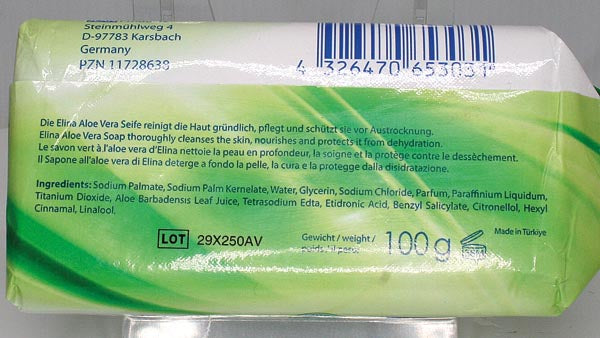 Steinmühlweg 4
D-97783 Karsbach
Germany
PZN 11728638
4 326470 653031
Die Elina Aloe Vera Seife reinigt die Haut gründlich, pflegt und schützt sie vor Austrocknung.
Elina Aloe Vera Soap thoroughly cleanses the skin, nourishes and protects it from dehydration.
Le savon vert à l'aloe vera d'Elina nettoie la peau en profondeur, la soigne et la protège contre le dessèchement.
Il Sapone all'aloe vera di Elina deterge a fondo la pelle, la cura e la protegge dalla disidratazione.
Ingredients: Sodium Palmate, Sodium Palm Kernelate, Water, Glycerin, Sodium Chloride, Parfum, Paraffinium Liquidum,
Titanium Dioxide, Aloe Barbadensis Leaf Juice, Tetrasodium Edta, Etidronic Acid, Benzyl Salicylate, Citronellol, Hexyl
Cinnamal, Linalool.
Made in Türkiye
LOT 29X250AV
Gewicht / weight /
100 g